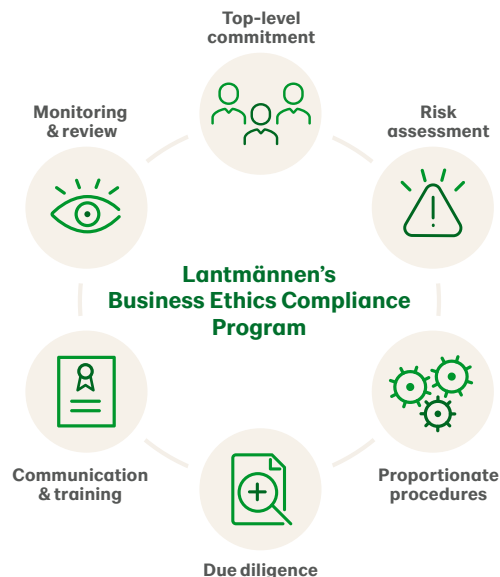 Top-level
commitment
Monitoring
& review
Risk
assessment
Lantmännen’s
Business Ethics Compliance
Program
Communication
& training
Proportionate
procedures
Due diligence